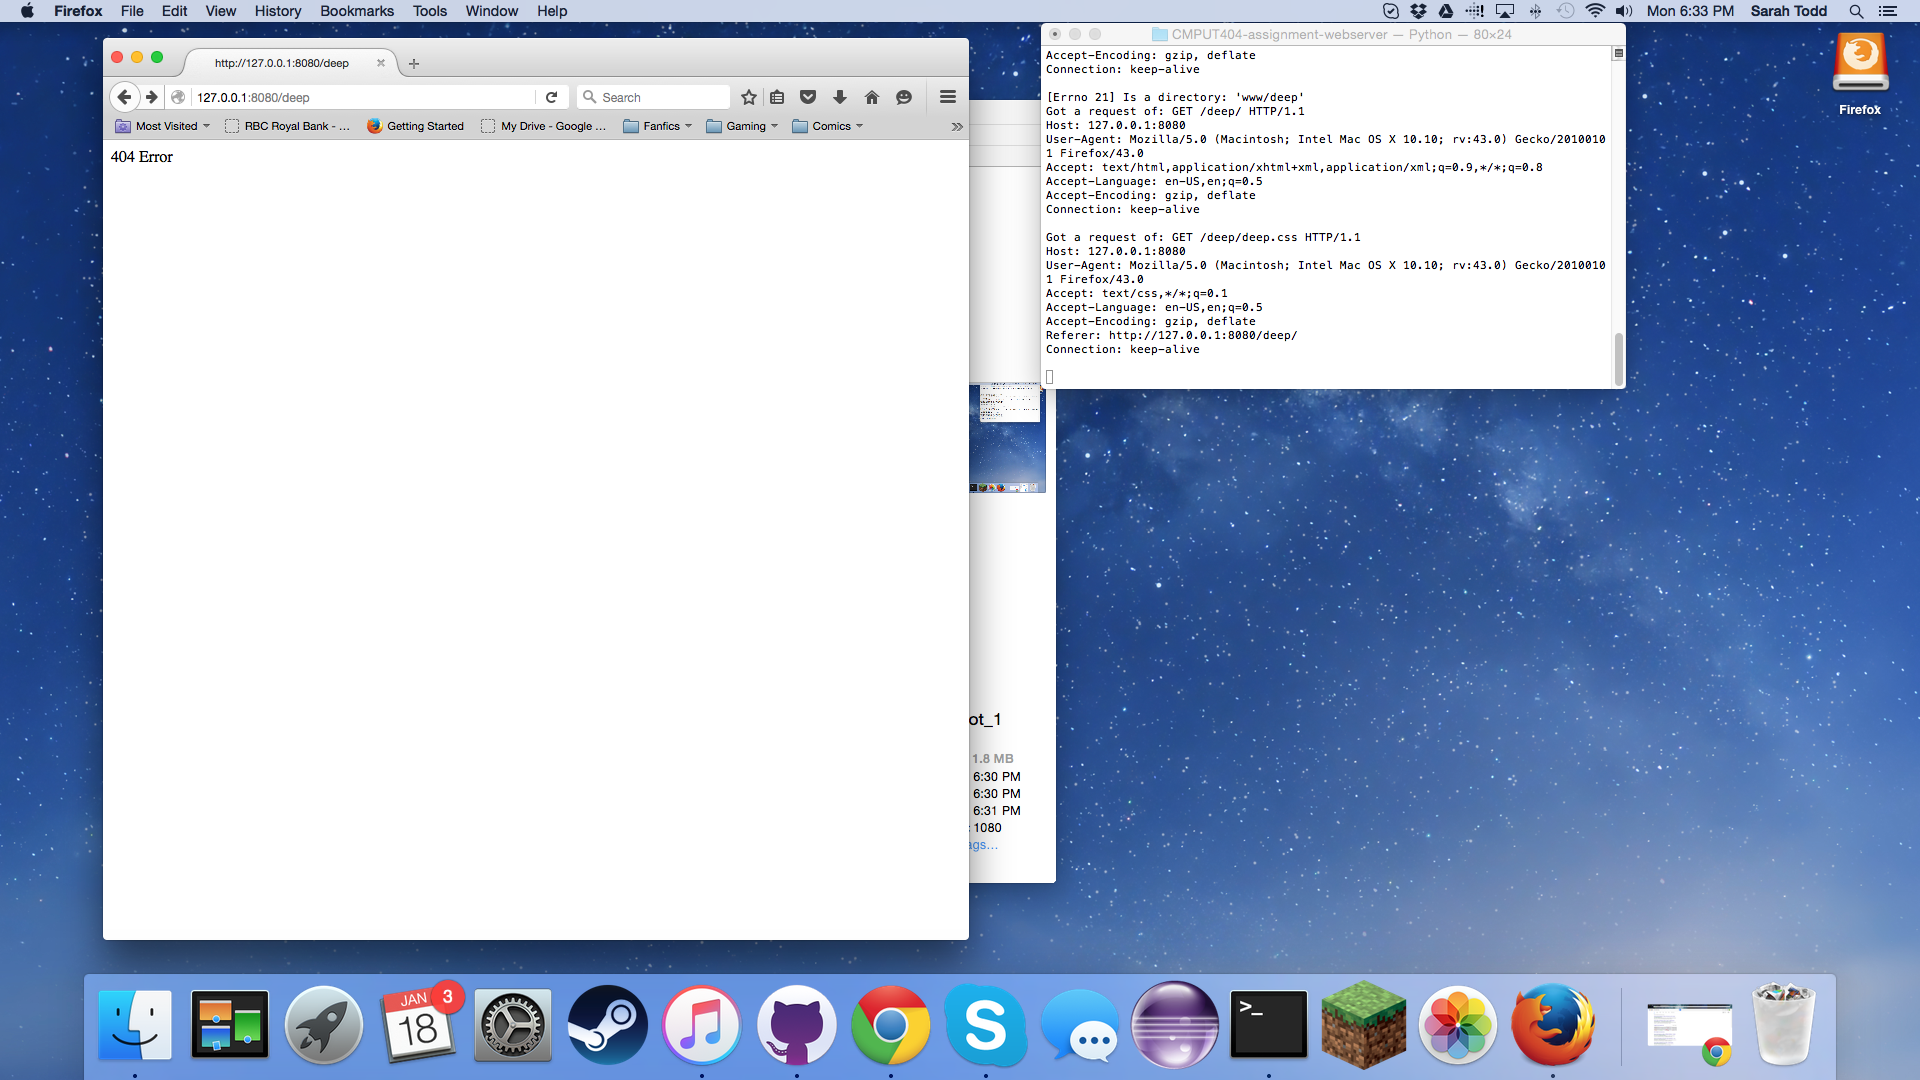 Firefox File Edit View History Bookmarks Tools Window Help
Mon 6:33 PM Sarah Todd
http://127.0.0.1:8080/deep
127.0.0.1:8080/deep
Search
Most Visited
RBC Royal Bank - ...
Getting Started
My Drive - Google ...
Fanfics
Gaming
Comics
404 Error
CMPUT404-assignment-webserver — Python — 80×24
Accept-Encoding: gzip, deflate
Connection: keep-alive
[Errno 21] Is a directory: 'www/deep'
Got a request of: GET /deep/ HTTP/1.1
Host: 127.0.0.1:8080
User-Agent: Mozilla/5.0 (Macintosh; Intel Mac OS X 10.10; rv:43.0) Gecko/2010010
1 Firefox/43.0
Accept: text/html,application/xhtml+xml,application/xml;q=0.9,*/*;q=0.8
Accept-Language: en-US,en;q=0.5
Accept-Encoding: gzip, deflate
Connection: keep-alive
Got a request of: GET /deep/deep.css HTTP/1.1
Host: 127.0.0.1:8080
User-Agent: Mozilla/5.0 (Macintosh; Intel Mac OS X 10.10; rv:43.0) Gecko/2010010
1 Firefox/43.0
Accept: text/css,*/*;q=0.1
Accept-Language: en-US,en;q=0.5
Accept-Encoding: gzip, deflate
Referer: http://127.0.0.1:8080/deep/
Connection: keep-alive
Firefox
ot_1
1.8 MB
6:30 PM
6:30 PM
6:31 PM
: 1080
ags...
JAN
18
3
S
>_